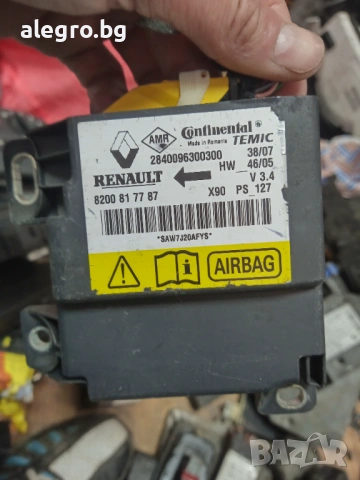 alegro.bg
AMR
Continental
Made in Romania TEMIC
2840096300300 38/07
RENAULT HW 46/05
V 3.4
8200 81 77 87 X90 PS 127
*SAW7J20AFYS*
AIRBAG
BAZAR